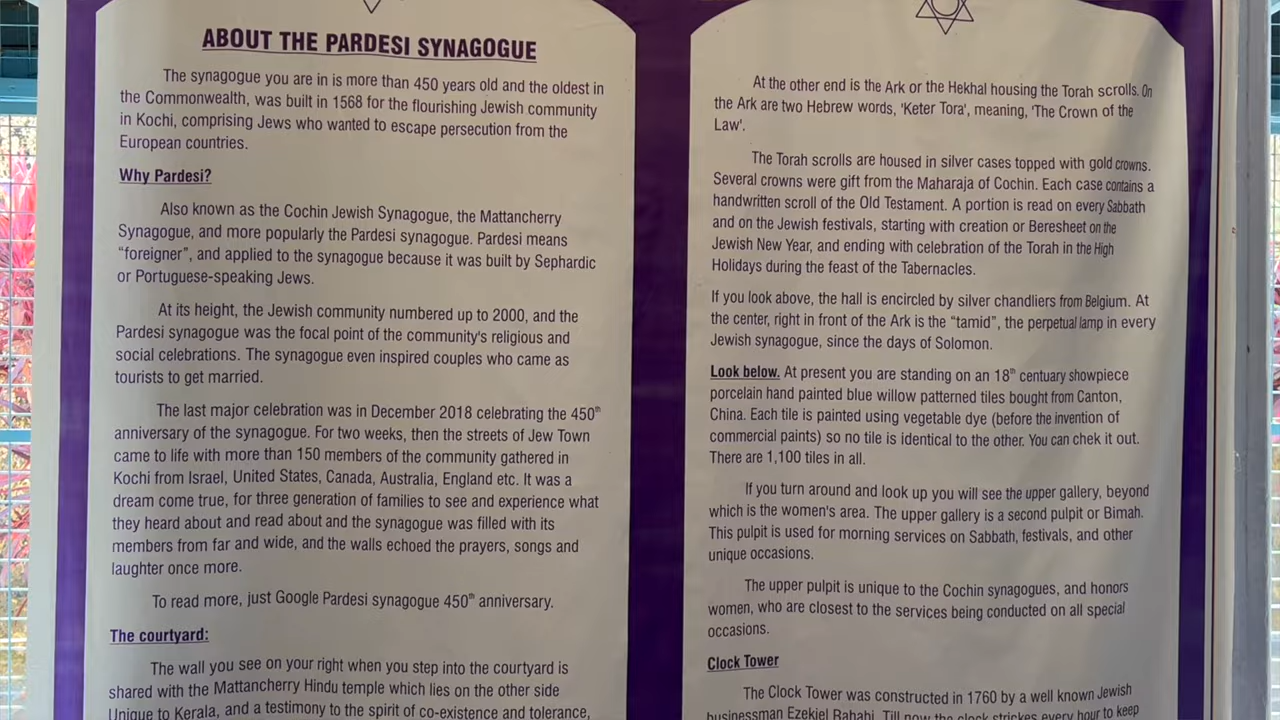 ABOUT THE PARDESI SYNAGOGUE
The synagogue you are in is more than 450 years old and the oldest in
the Commonwealth, was built in 1568 for the flourishing Jewish community
in Kochi, comprising Jews who wanted to escape persecution from the
European countries.
Why Pardesi?
Also known as the Cochin Jewish Synagogue, the Mattancherry
Synagogue, and more popularly the Pardesi synagogue. Pardesi means
“foreigner”, and applied to the synagogue because it was built by Sephardic
or Portuguese-speaking Jews.
At its height, the Jewish community numbered up to 2000, and the
Pardesi synagogue was the focal point of the community's religious and
social celebrations. The synagogue even inspired couples who came as
tourists to get married.
The last major celebration was in December 2018 celebrating the 450th
anniversary of the synagogue. For two weeks, then the streets of Jew Town
came to life with more than 150 members of the community gathered in
Kochi from Israel, United States, Canada, Australia, England etc. It was a
dream come true, for three generation of families to see and experience what
they heard about and read about and the synagogue was filled with its
members from far and wide, and the walls echoed the prayers, songs and
laughter once more.
To read more, just Google Pardesi synagogue 450th anniversary.
The courtyard:
The wall you see on your right when you step into the courtyard is
shared with the Mattancherry Hindu temple which lies on the other side
Unique to Kerala, and a testimony to the spirit of co-existence and tolerance,
At the other end is the Ark or the Hekhal housing the Torah scrolls. On
the Ark are two Hebrew words, 'Keter Tora', meaning, 'The Crown of the
Law'.
The Torah scrolls are housed in silver cases topped with gold crowns.
Several crowns were gift from the Maharaja of Cochin. Each case contains a
handwritten scroll of the Old Testament. A portion is read on every Sabbath
and on the Jewish festivals, starting with creation or Beresheet on the
Jewish New Year, and ending with celebration of the Torah in the High
Holidays during the feast of the Tabernacles.
If you look above, the hall is encircled by silver chandliers from Belgium. At
the center, right in front of the Ark is the “tamid”, the perpetual lamp in every
Jewish synagogue, since the days of Solomon.
Look below. At present you are standing on an 18th centuary showpiece
porcelain hand painted blue willow patterned tiles bought from Canton,
China. Each tile is painted using vegetable dye (before the invention of
commercial paints) so no tile is identical to the other. You can chek it out.
There are 1,100 tiles in all.
If you turn around and look up you will see the upper gallery, beyond
which is the women's area. The upper gallery is a second pulpit or Bimah.
This pulpit is used for morning services on Sabbath, festivals, and other
unique occasions.
The upper pulpit is unique to the Cochin synagogues, and honors
women, who are closest to the services being conducted on all special
occasions.
Clock Tower
The Clock Tower was constructed in 1760 by a well known Jewish
businessman Ezekiel Rahabi. Till now the clock strickes every hour to keep